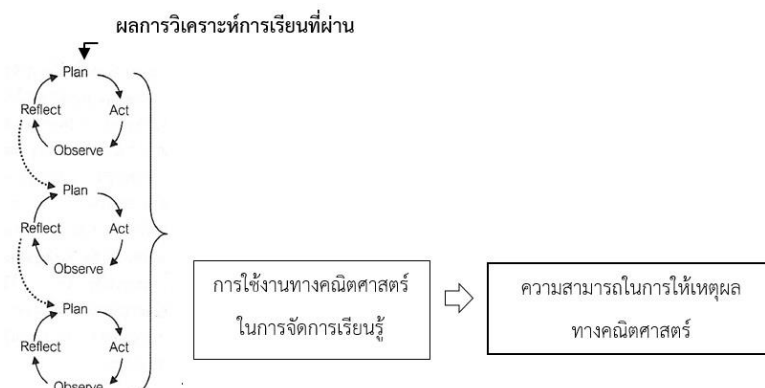 ผลการวิเคราะห์การเรียนที่ผ่าน
Plan
Reflect Act
Observe
Plan
Reflect Act
Observe
การใช้งานทางคณิตศาสตร์
ในการจัดการเรียนรู้
ความสามารถในการให้เหตุผล
ทางคณิตศาสตร์
Plan
Reflect Act
Observe